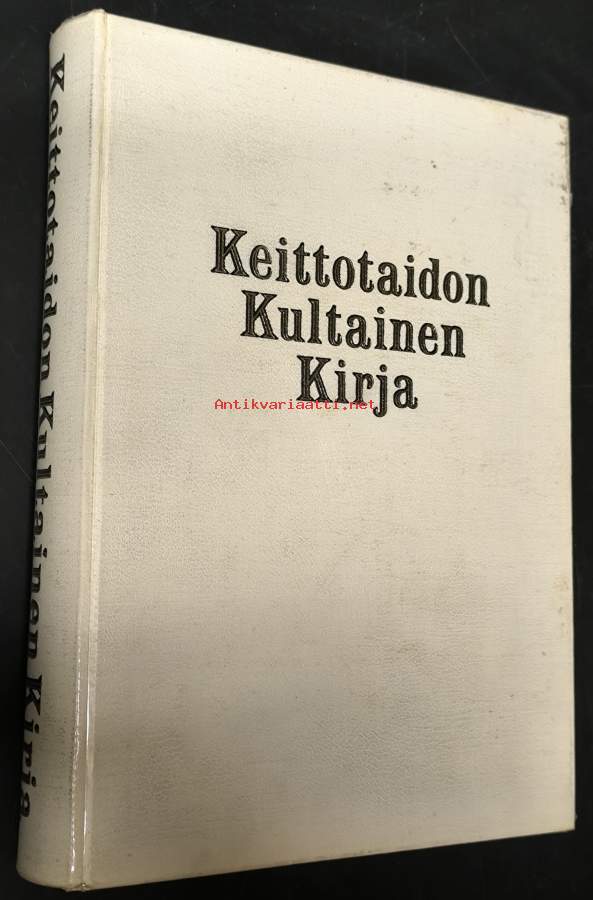 Keittotaidon Kultainen Kirja
Keittotaidon
Kultainen
Kirja
Antikvariaatti.net